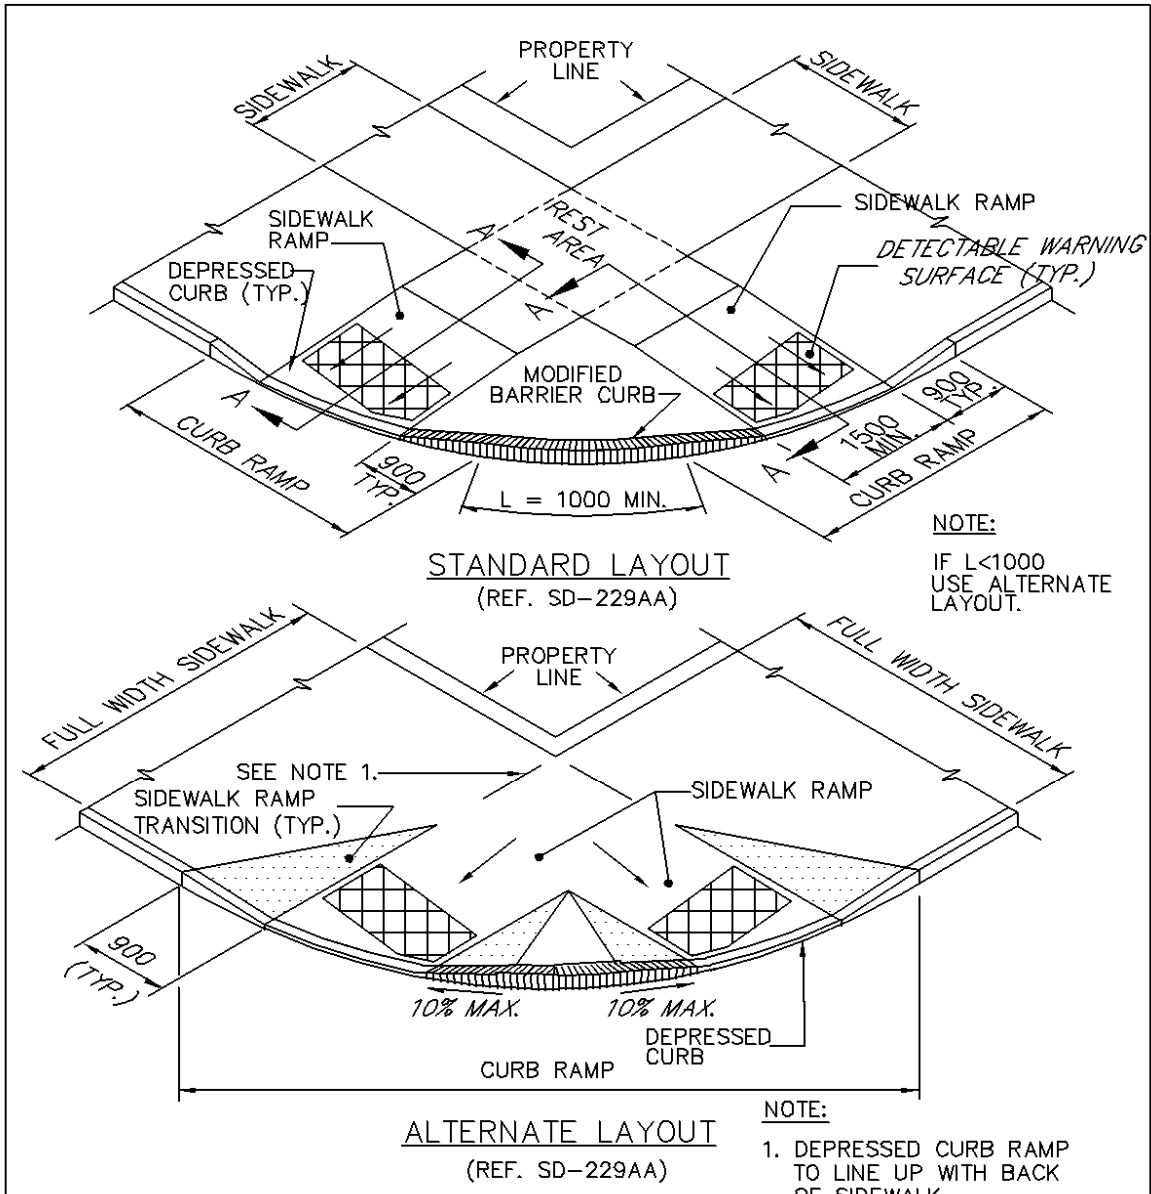 PROPERTY
LINE
SIDEWALK
SIDEWALK
SIDEWALK
RAMP
DEPRESSED
CURB (TYP.)
A
REST
AREA
A
SIDEWALK RAMP
DETECTABLE WARNING
SURFACE (TYP.)
MODIFIED
BARRIER CURB
A
CURB RAMP
900
TYP.
L = 1000 MIN.
A
1500
MIN.
900
TYP.
CURB RAMP
STANDARD LAYOUT
(REF. SD-229AA)
NOTE:
IF L<1000
USE ALTERNATE
LAYOUT.
FULL WIDTH SIDEWALK
PROPERTY
LINE
FULL WIDTH SIDEWALK
SEE NOTE 1.
SIDEWALK RAMP
TRANSITION (TYP.)
SIDEWALK RAMP
900
(TYP.)
10% MAX.
10% MAX.
DEPRESSED
CURB
CURB RAMP
ALTERNATE LAYOUT
(REF. SD-229AA)
NOTE:
1. DEPRESSED CURB RAMP
TO LINE UP WITH BACK
OF SIDEWALK